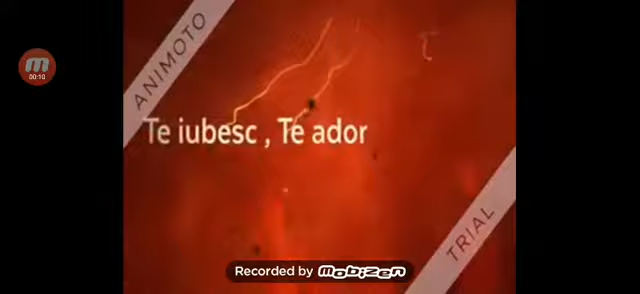 ANIMOTO
00:10
Te iubesc , Te ador
TRIAL
Recorded by Mobizen